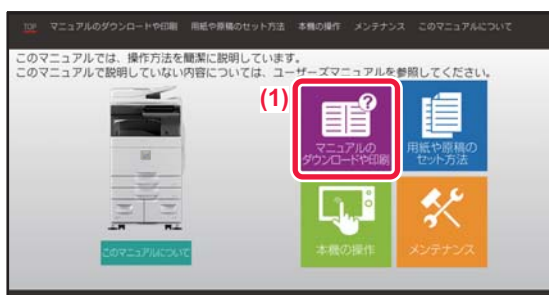 TOP マニュアルのダウンロードや印刷 用紙や原稿のセット方法 本機の操作 メンテナンス このマニュアルについて
このマニュアルでは、操作方法を簡潔に説明しています。
このマニュアルで説明していない内容については、ユーザーズマニュアルを参照してください。
(1)
マニュアルの
ダウンロードや印刷
用紙や原稿の
セット方法
本機の操作
メンテナンス
このマニュアルについて